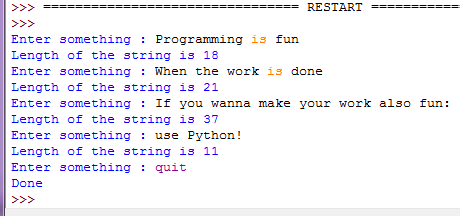 >>> ================================ RESTART ===========
>>>
Enter something : Programming is fun
Length of the string is 18
Enter something : When the work is done
Length of the string is 21
Enter something : If you wanna make your work also fun:
Length of the string is 37
Enter something : use Python!
Length of the string is 11
Enter something : quit
Done
>>>